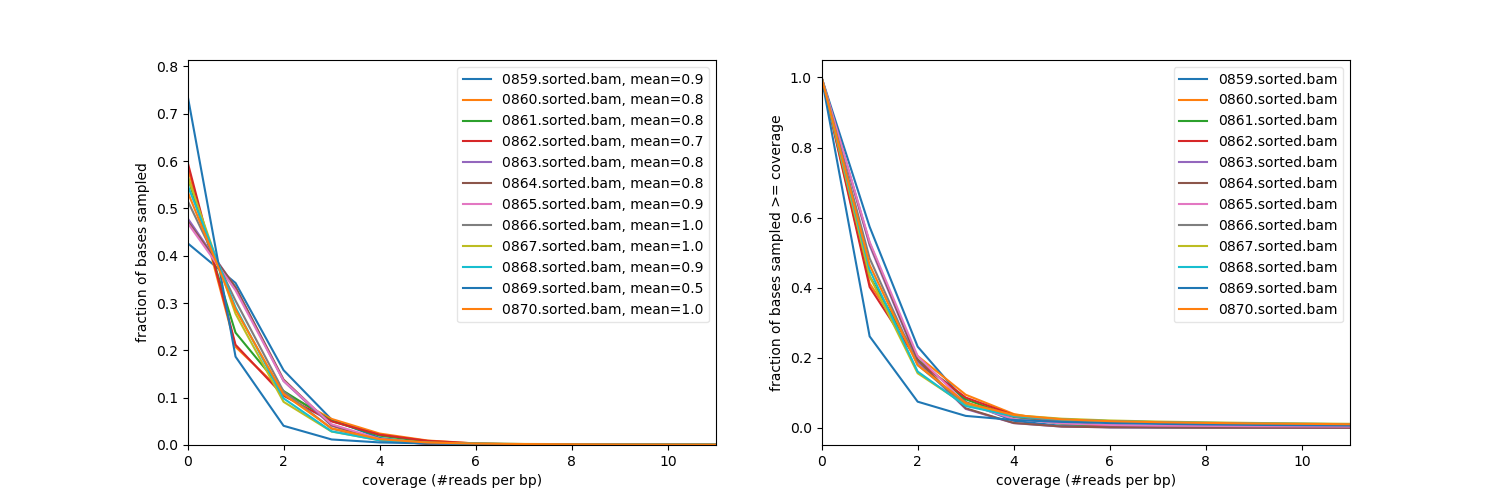 fraction of bases sampled
0.8
0.7
0.6
0.5
0.4
0.3
0.2
0.1
0.0
0 2 4 6 8 10
coverage (#reads per bp)
0859.sorted.bam, mean=0.9
0860.sorted.bam, mean=0.8
0861.sorted.bam, mean=0.8
0862.sorted.bam, mean=0.7
0863.sorted.bam, mean=0.8
0864.sorted.bam, mean=0.8
0865.sorted.bam, mean=0.9
0866.sorted.bam, mean=1.0
0867.sorted.bam, mean=1.0
0868.sorted.bam, mean=0.9
0869.sorted.bam, mean=0.5
0870.sorted.bam, mean=1.0
fraction of bases sampled >= coverage
1.0
0.8
0.6
0.4
0.2
0.0
0 2 4 6 8 10
coverage (#reads per bp)
0859.sorted.bam
0860.sorted.bam
0861.sorted.bam
0862.sorted.bam
0863.sorted.bam
0864.sorted.bam
0865.sorted.bam
0866.sorted.bam
0867.sorted.bam
0868.sorted.bam
0869.sorted.bam
0870.sorted.bam